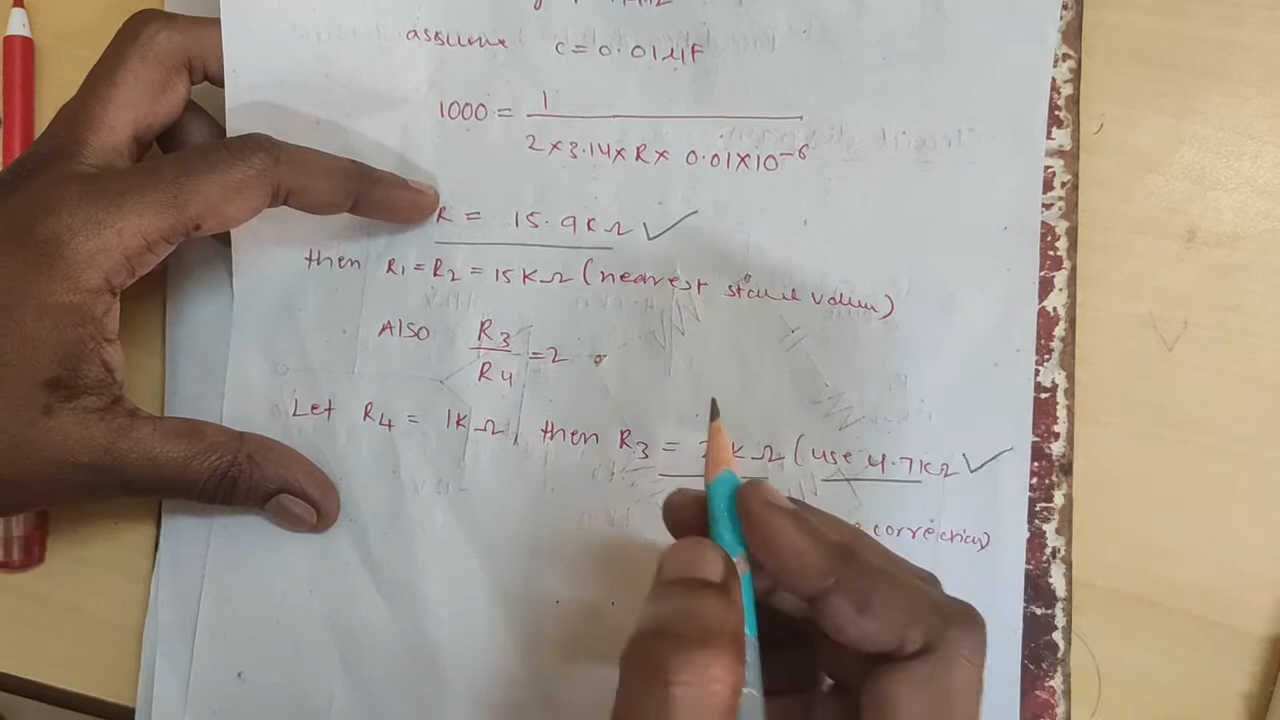 assume C = 0.01μF
1000 = 1
2×3.14×R× 0.01×10⁻⁶
R = 15.9KΩ ✓
then R₁ = R₂ = 15KΩ (nearest value)
Also R₃
R₄ = 2
Let R₄ = 1KΩ, then R₃ = KΩ (use 4.7KΩ ✓
correction)